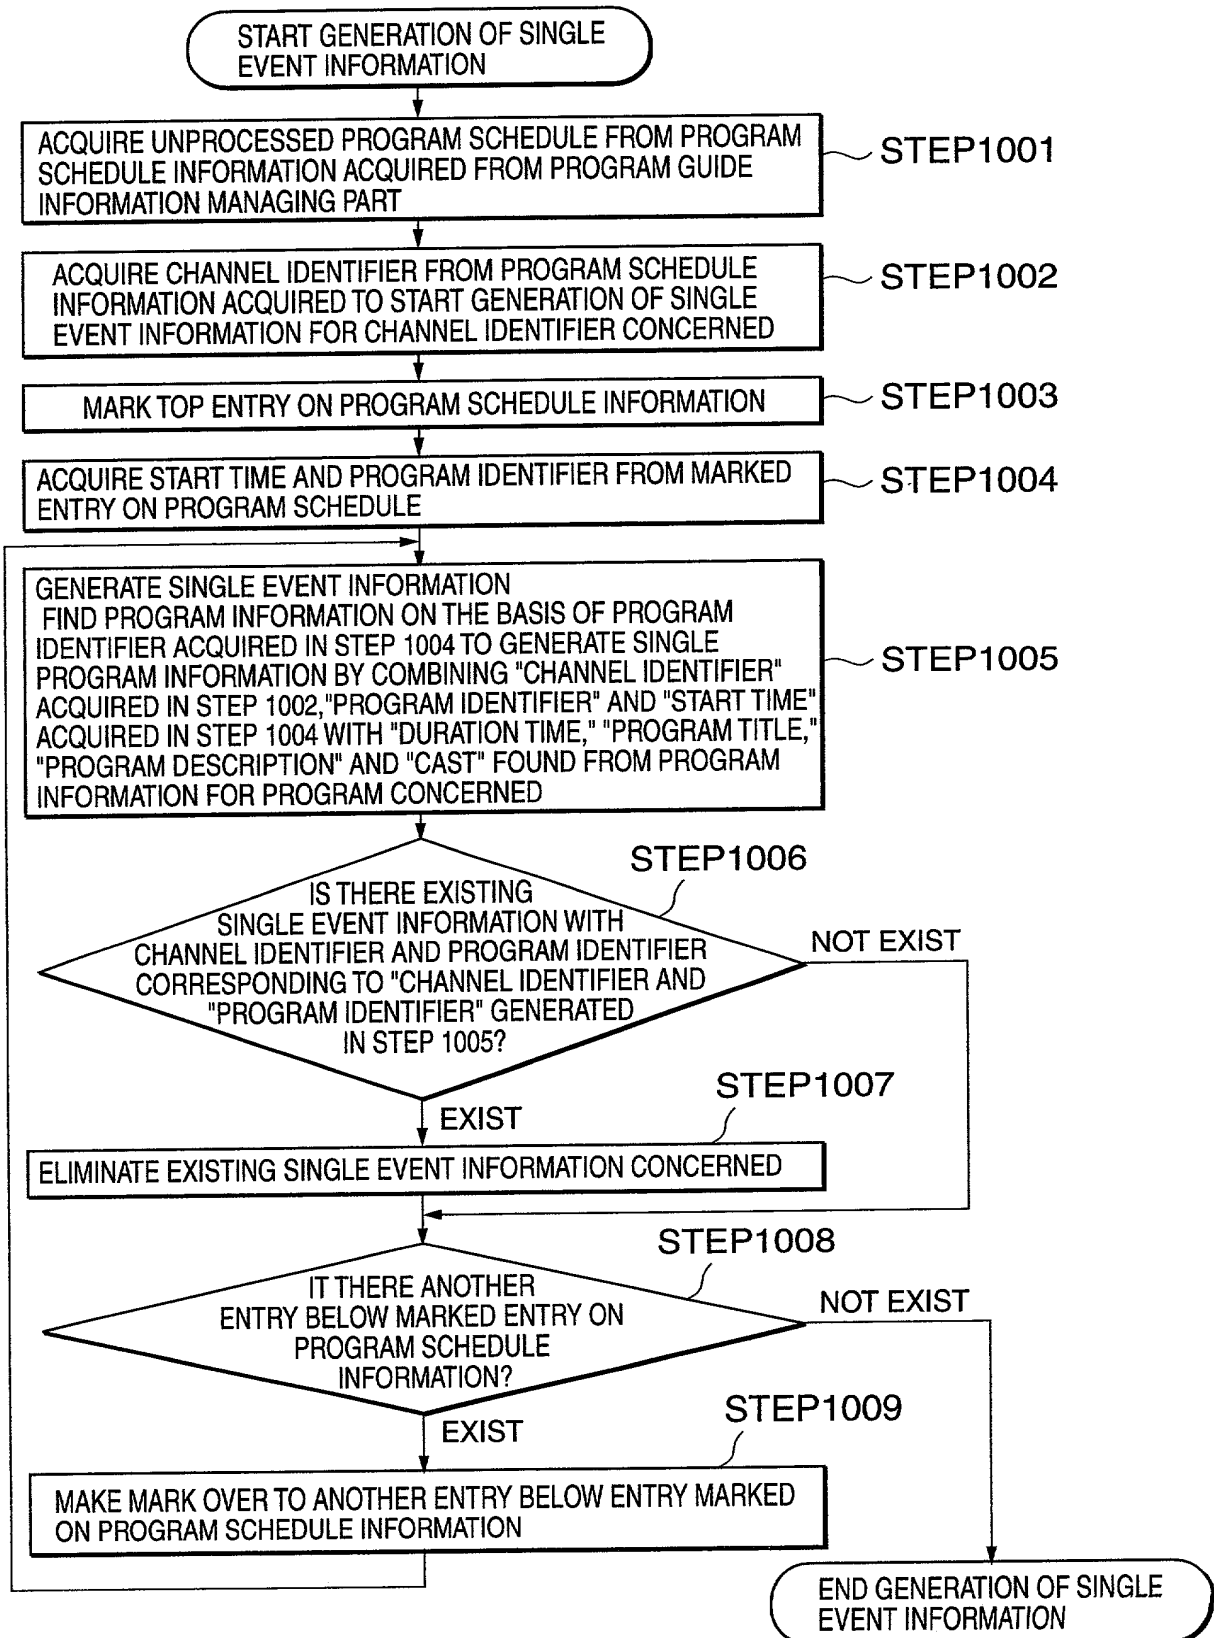 START GENERATION OF SINGLE
EVENT INFORMATION
ACQUIRE UNPROCESSED PROGRAM SCHEDULE FROM PROGRAM
SCHEDULE INFORMATION ACQUIRED FROM PROGRAM GUIDE
INFORMATION MANAGING PART
STEP1001
ACQUIRE CHANNEL IDENTIFIER FROM PROGRAM SCHEDULE
INFORMATION ACQUIRED TO START GENERATION OF SINGLE
EVENT INFORMATION FOR CHANNEL IDENTIFIER CONCERNED
STEP1002
MARK TOP ENTRY ON PROGRAM SCHEDULE INFORMATION
STEP1003
ACQUIRE START TIME AND PROGRAM IDENTIFIER FROM MARKED
ENTRY ON PROGRAM SCHEDULE
STEP1004
GENERATE SINGLE EVENT INFORMATION
FIND PROGRAM INFORMATION ON THE BASIS OF PROGRAM
IDENTIFIER ACQUIRED IN STEP 1004 TO GENERATE SINGLE
PROGRAM INFORMATION BY COMBINING "CHANNEL IDENTIFIER"
ACQUIRED IN STEP 1002,"PROGRAM IDENTIFIER" AND "START TIME"
ACQUIRED IN STEP 1004 WITH "DURATION TIME," "PROGRAM TITLE,"
"PROGRAM DESCRIPTION" AND "CAST" FOUND FROM PROGRAM
INFORMATION FOR PROGRAM CONCERNED
STEP1005
STEP1006
IS THERE EXISTING
SINGLE EVENT INFORMATION WITH
CHANNEL IDENTIFIER AND PROGRAM IDENTIFIER
CORRESPONDING TO "CHANNEL IDENTIFIER AND
"PROGRAM IDENTIFIER" GENERATED
IN STEP 1005?
NOT EXIST
EXIST
STEP1007
ELIMINATE EXISTING SINGLE EVENT INFORMATION CONCERNED
STEP1008
IT THERE ANOTHER
ENTRY BELOW MARKED ENTRY ON
PROGRAM SCHEDULE
INFORMATION?
NOT EXIST
EXIST
STEP1009
MAKE MARK OVER TO ANOTHER ENTRY BELOW ENTRY MARKED
ON PROGRAM SCHEDULE INFORMATION
END GENERATION OF SINGLE
EVENT INFORMATION